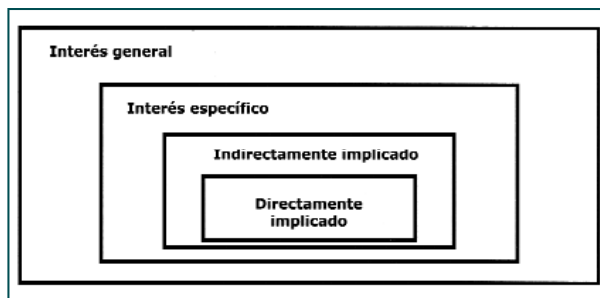 Interés general
Interés específico
Indirectamente implicado
Directamente
implicado